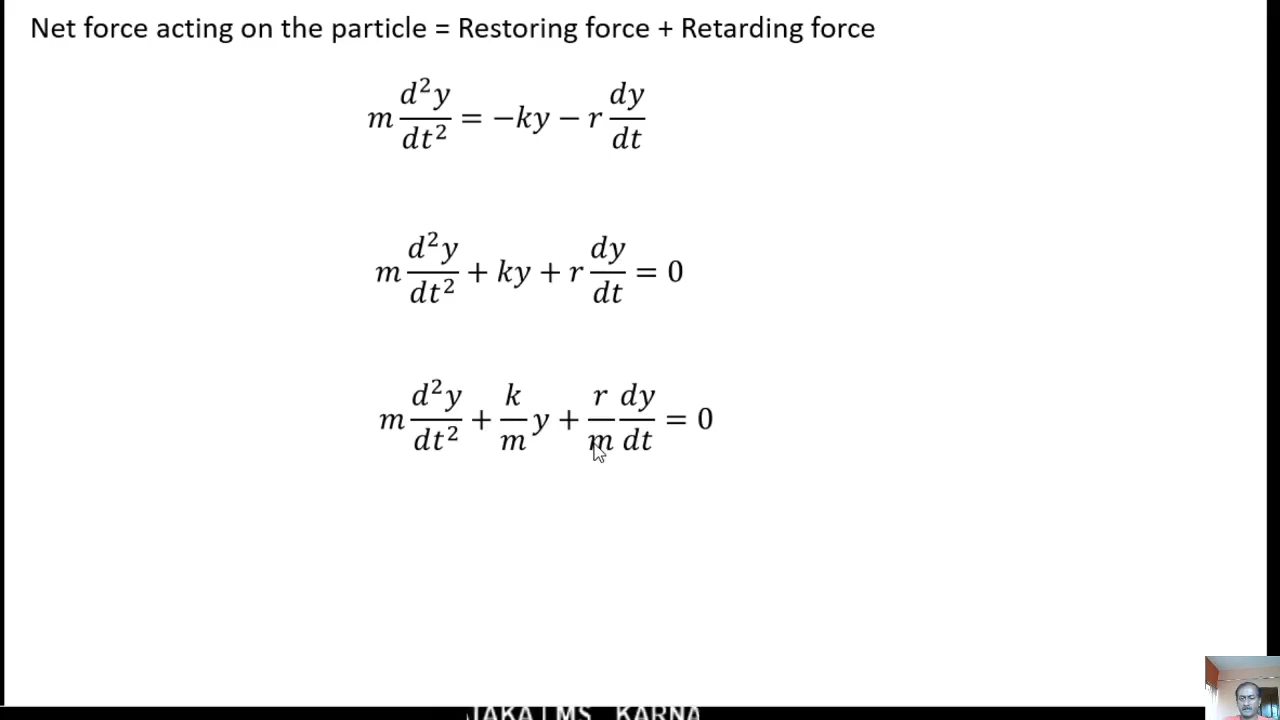 Net force acting on the particle = Restoring force + Retarding force
m d²y/dt² = −ky − r dy/dt
m d²y/dt² + ky + r dy/dt = 0
m d²y/dt² + k/m y + r/m dy/dt = 0
KARNA